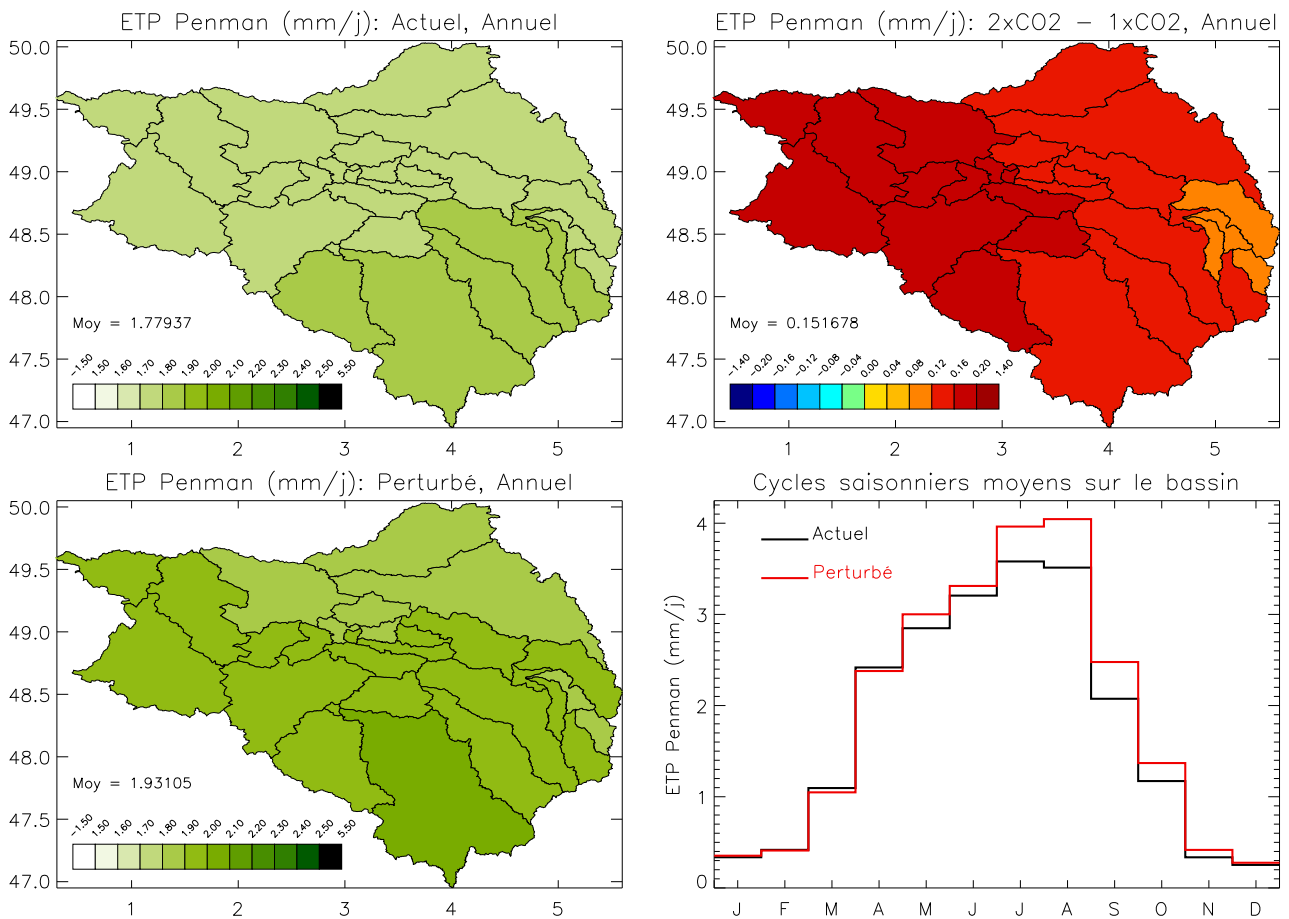 ETP Penman (mm/j): Actuel, Annuel
50.0
49.5
49.0
48.5
48.0
47.5
47.0
Moy = 1.77937
-1.50 1.50 1.60 1.70 1.80 1.90 2.00 2.10 2.20 2.30 2.40 2.50 5.50
1 2 3 4 5
ETP Penman (mm/j): 2xCO2 - 1xCO2, Annuel
50.0
49.5
49.0
48.5
48.0
47.5
47.0
Moy = 0.151678
-1.40 -0.20 -0.16 -0.12 -0.08 -0.04 0.00 0.04 0.08 0.12 0.16 0.20 1.40
1 2 3 4 5
ETP Penman (mm/j): Perturbé, Annuel
50.0
49.5
49.0
48.5
48.0
47.5
47.0
Moy = 1.93105
-1.50 1.50 1.60 1.70 1.80 1.90 2.00 2.10 2.20 2.30 2.40 2.50 5.50
1 2 3 4 5
Cycles saisonniers moyens sur le bassin
ETP Penman (mm/j)
4
3
2
1
0
Actuel
Perturbé
J F M A M J J A S O N D